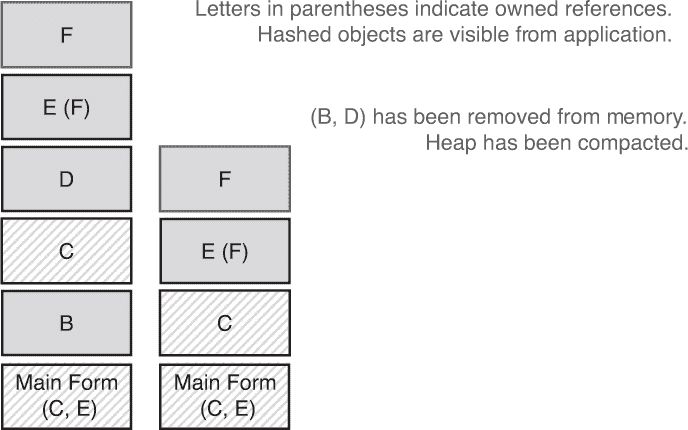 Letters in parentheses indicate owned references.
Hashed objects are visible from application.
(B, D) has been removed from memory.
Heap has been compacted.
F
E (F)
D
C
B
Main Form
(C, E)
F
E (F)
C
Main Form
(C, E)